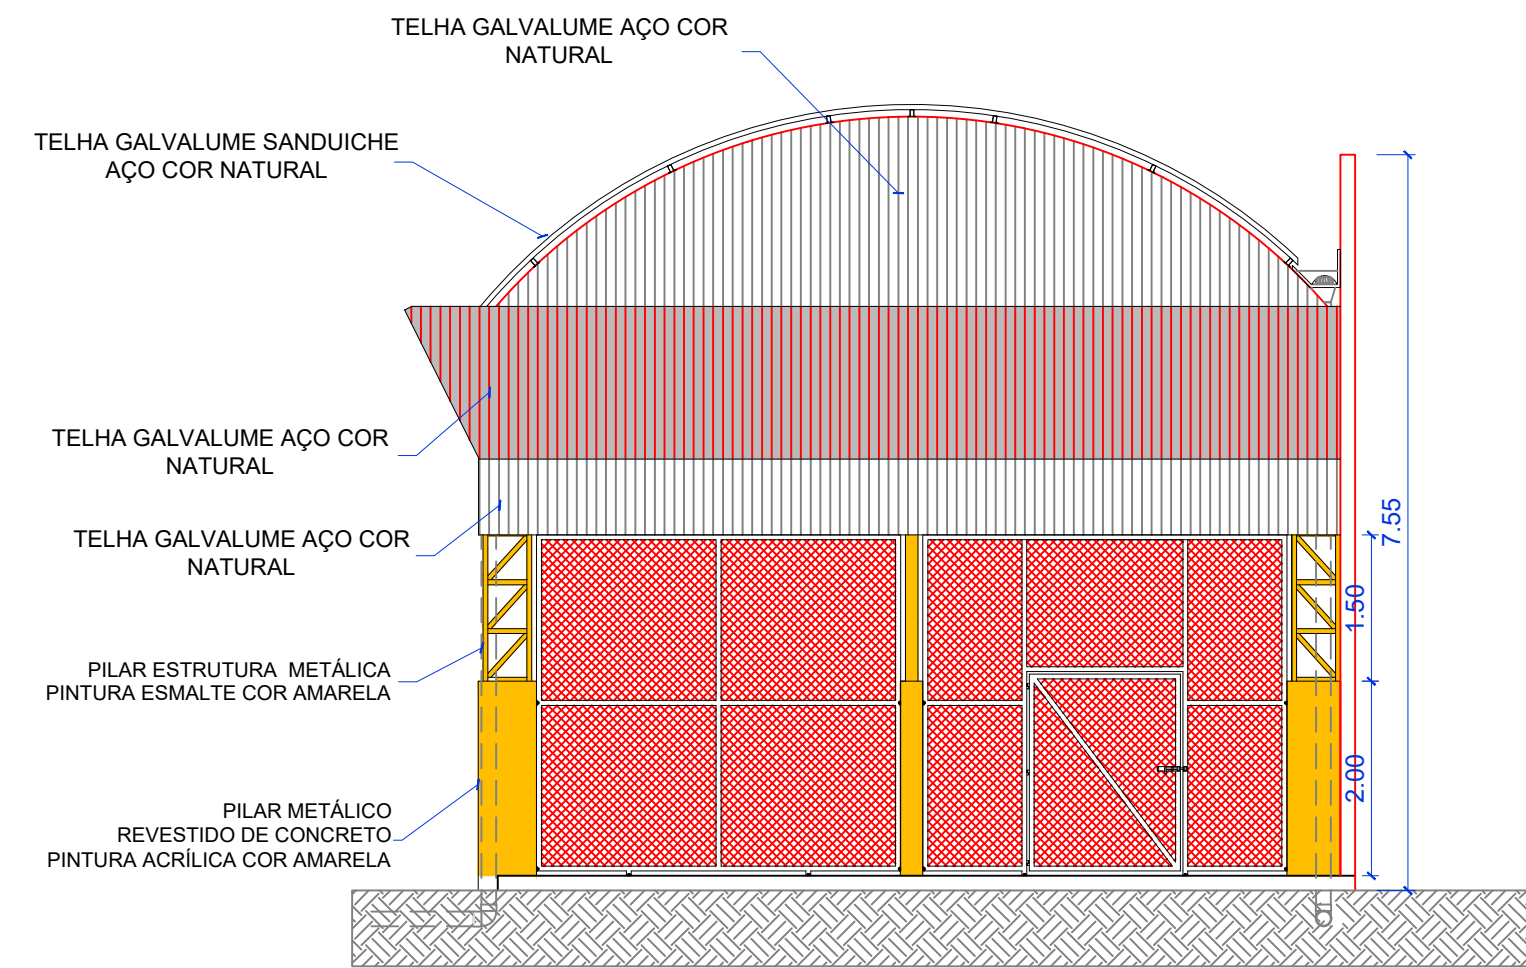 TELHA GALVALUME AÇO COR
NATURAL
TELHA GALVALUME SANDUICHE
AÇO COR NATURAL
TELHA GALVALUME AÇO COR
NATURAL
TELHA GALVALUME AÇO COR
NATURAL
PILAR ESTRUTURA METÁLICA
PINTURA ESMALTE COR AMARELA
PILAR METÁLICO
REVESTIDO DE CONCRETO
PINTURA ACRÍLICA COR AMARELA
7.55
1.50
2.00